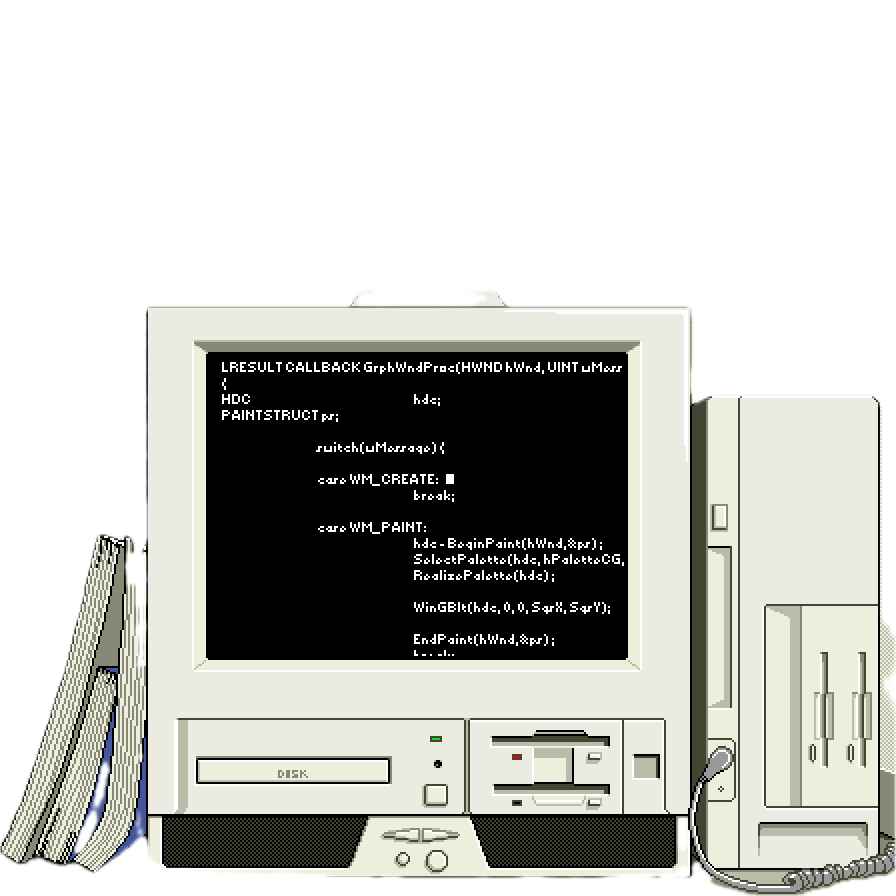 LRESULT CALLBACK GrphWndProc(HWND hWnd, UINT uMess
{
HDC hdc;
PAINTSTRUCT ps;
switch(uMessage) {
case WM_CREATE:
break;
case WM_PAINT:
hdc=BeginPaint(hWnd,&ps);
SelectPalette(hdc, hPaletteCG,
RealizePalette(hdc);
WinGBlt(hdc, 0, 0, SqrX, SqrY);
EndPaint(hWnd,&ps);
break;
DISK